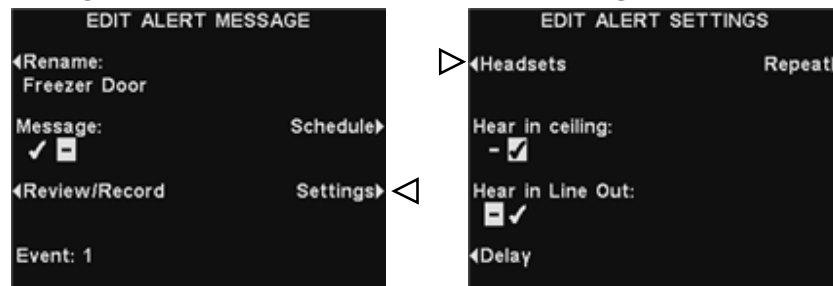 EDIT ALERT MESSAGE
◀Rename:
Freezer Door
Message:
✓ -
Schedule▶
◀Review/Record
Settings▶
Event: 1
EDIT ALERT SETTINGS
◀Headsets
Repeat
Hear in ceiling:
- ✓
Hear in Line Out:
- ✓
◀Delay